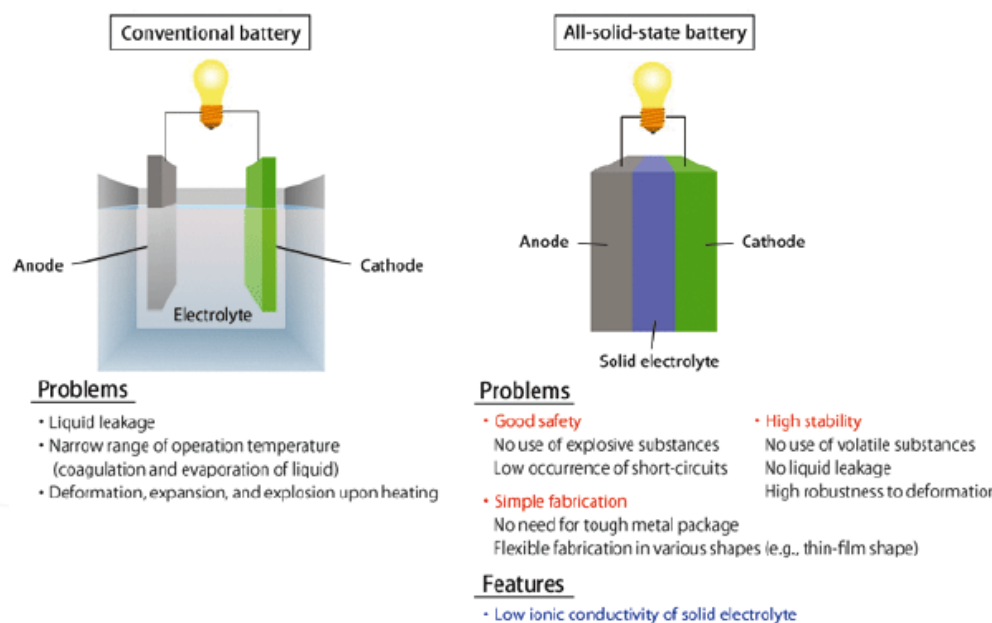 Conventional battery
Anode
Cathode
Electrolyte
Problems
・Liquid leakage
・Narrow range of operation temperature
(coagulation and evaporation of liquid)
・Deformation, expansion, and explosion upon heating
All-solid-state battery
Anode
Cathode
Solid electrolyte
Problems
・Good safety
No use of explosive substances
Low occurrence of short-circuits
・Simple fabrication
No need for tough metal package
Flexible fabrication in various shapes (e.g., thin-film shape)
・High stability
No use of volatile substances
No liquid leakage
High robustness to deformation
Features
・Low ionic conductivity of solid electrolyte